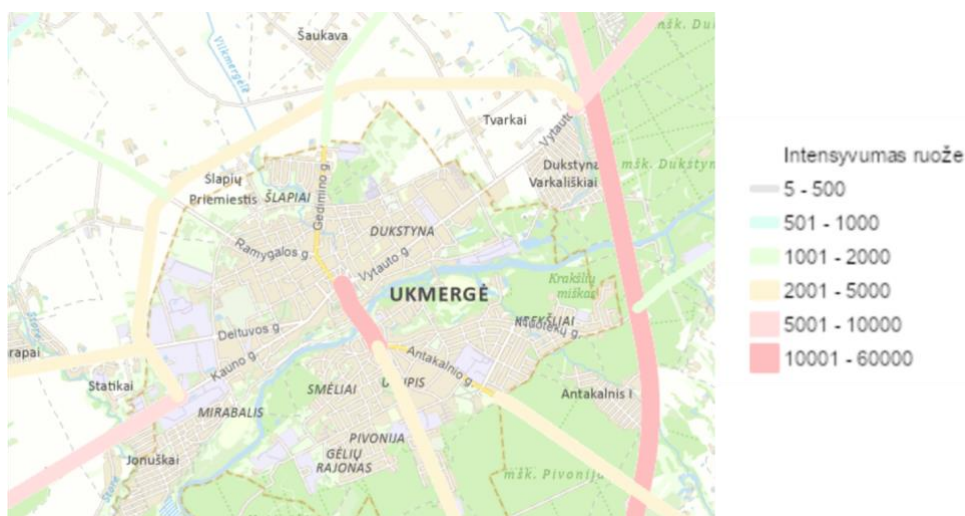 mšk. Du
Šaukava
Vilkmergėlė
Tvarkai
Vytauto
Dukstyna
Varkališkiai
mšk. Dukstyn
Šlapių
Priemiestis
ŠLAPIAI
Gedimino g.
DUKSTYNA
Ramygalos g.
Vytauto g.
UKMERGĖ
Krakšlių
miškas
Deltuvos g.
Kauno g.
Antakalnio g.
Statikai
SMĖLIAI
Antakalnis I
MIRABALIS
PIVONIJA
GĖLIŲ
RAJONAS
Jonuškai
mšk. Pivonija
Intensyvumas ruože
5 - 500
501 - 1000
1001 - 2000
2001 - 5000
5001 - 10000
10001 - 60000